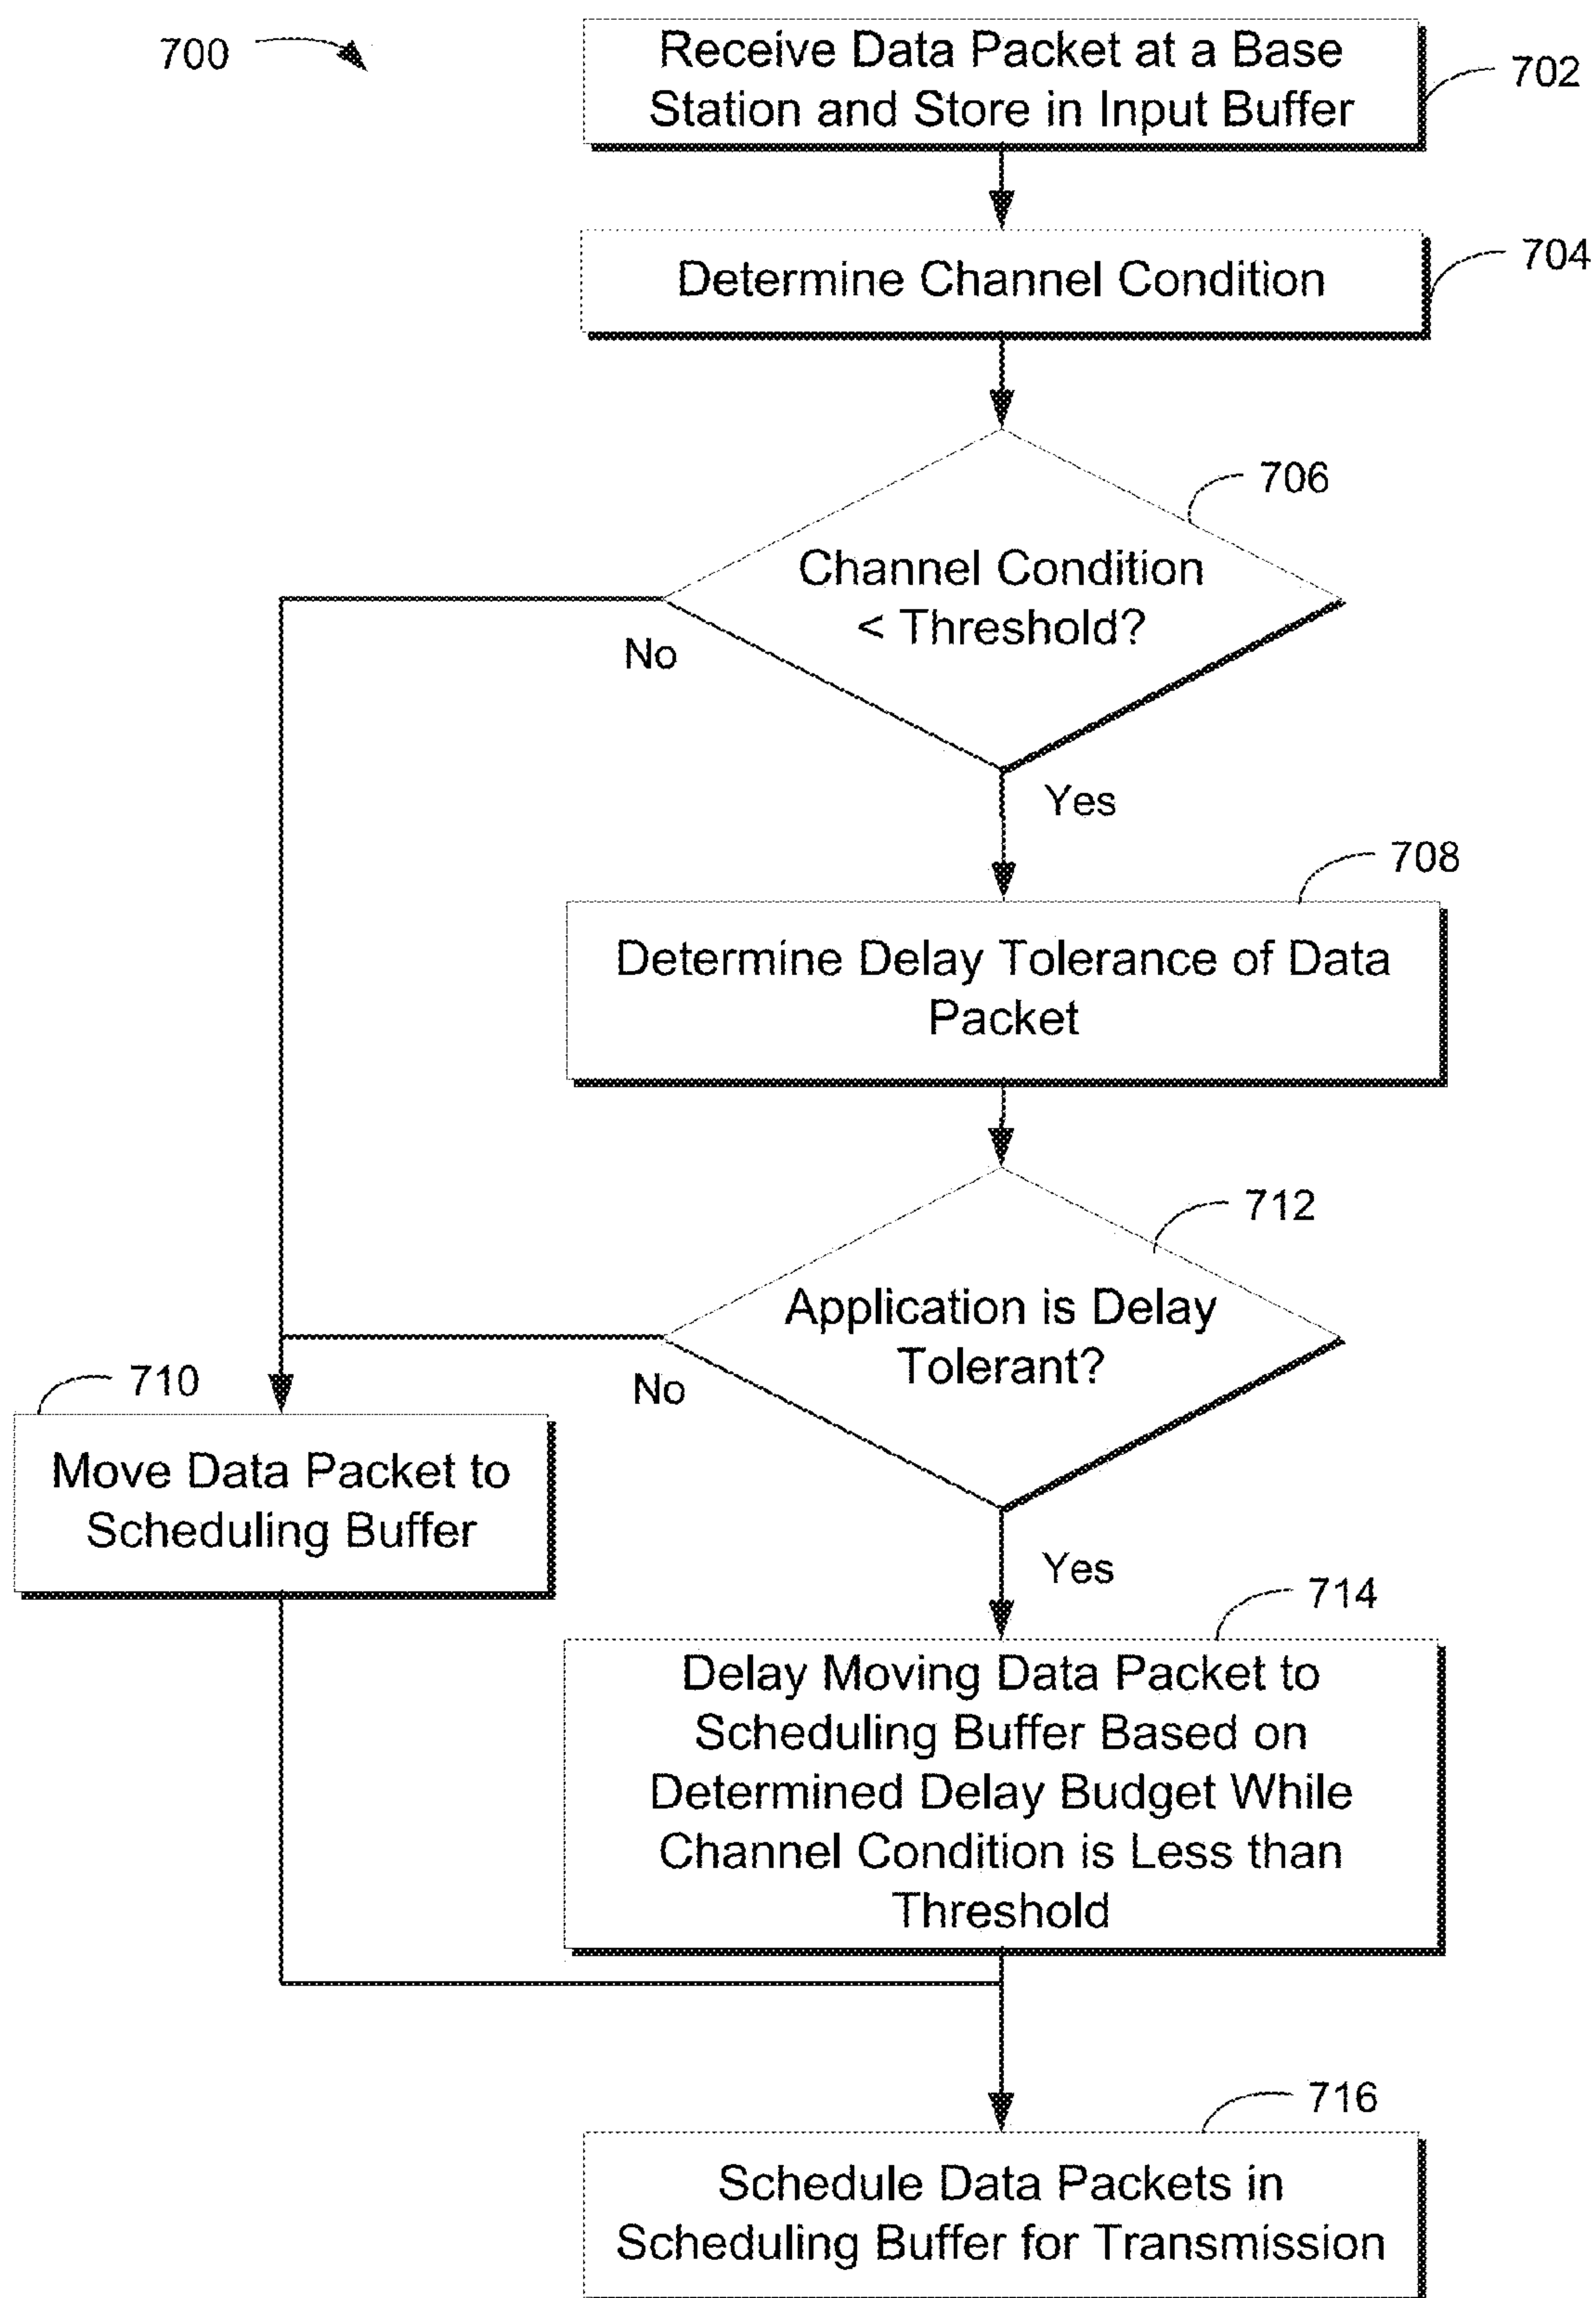 700
Receive Data Packet at a Base
Station and Store in Input Buffer
702
Determine Channel Condition
704
706
Channel Condition
< Threshold?
No
Yes
708
Determine Delay Tolerance of Data
Packet
712
Application is Delay
Tolerant?
No
710
Move Data Packet to
Scheduling Buffer
Yes
714
Delay Moving Data Packet to
Scheduling Buffer Based on
Determined Delay Budget While
Channel Condition is Less than
Threshold
716
Schedule Data Packets in
Scheduling Buffer for Transmission